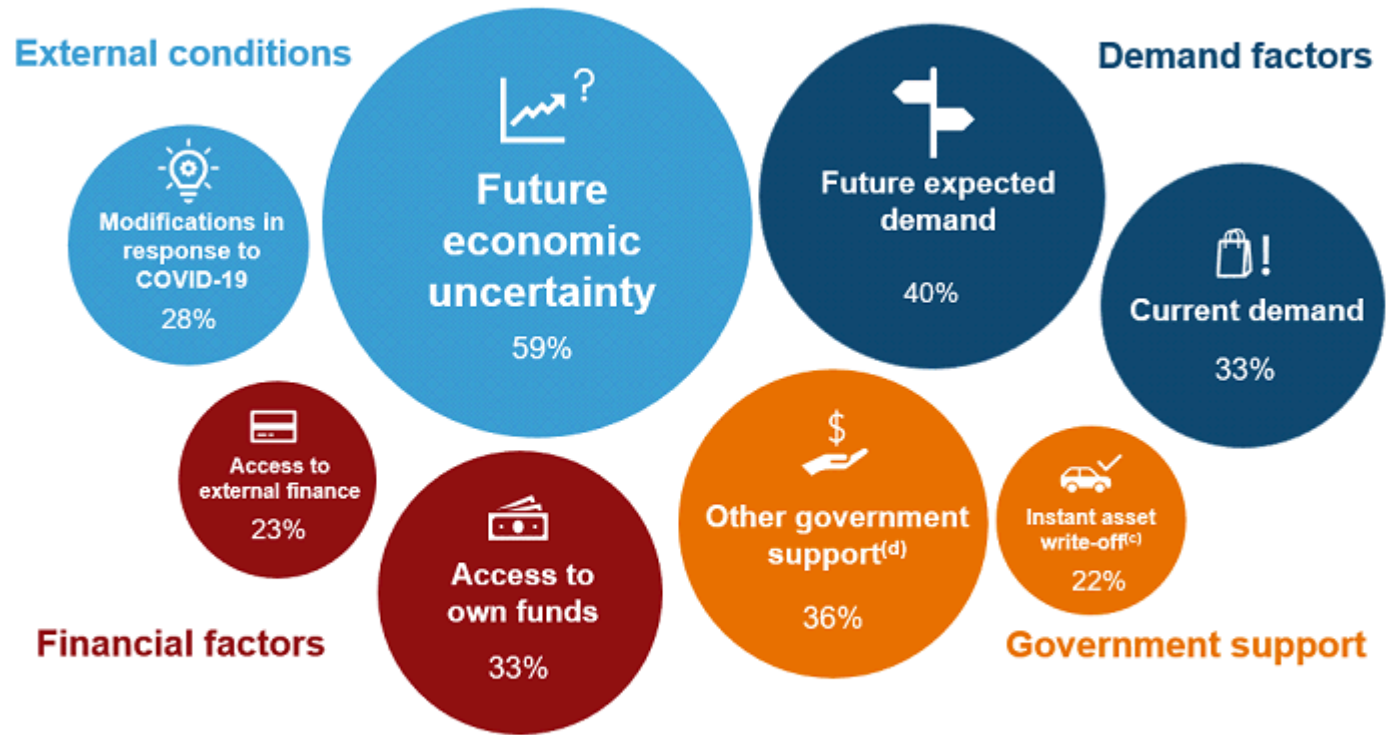 External conditions
Demand factors
?
Future
economic
uncertainty
59%
Future expected
demand
40%
Modifications in
response to
COVID-19
28%
!
Current demand
33%
Access to
external finance
23%
Access to
own funds
33%
$
Other government
support(d)
36%
Instant asset
write-off(c)
22%
Financial factors
Government support